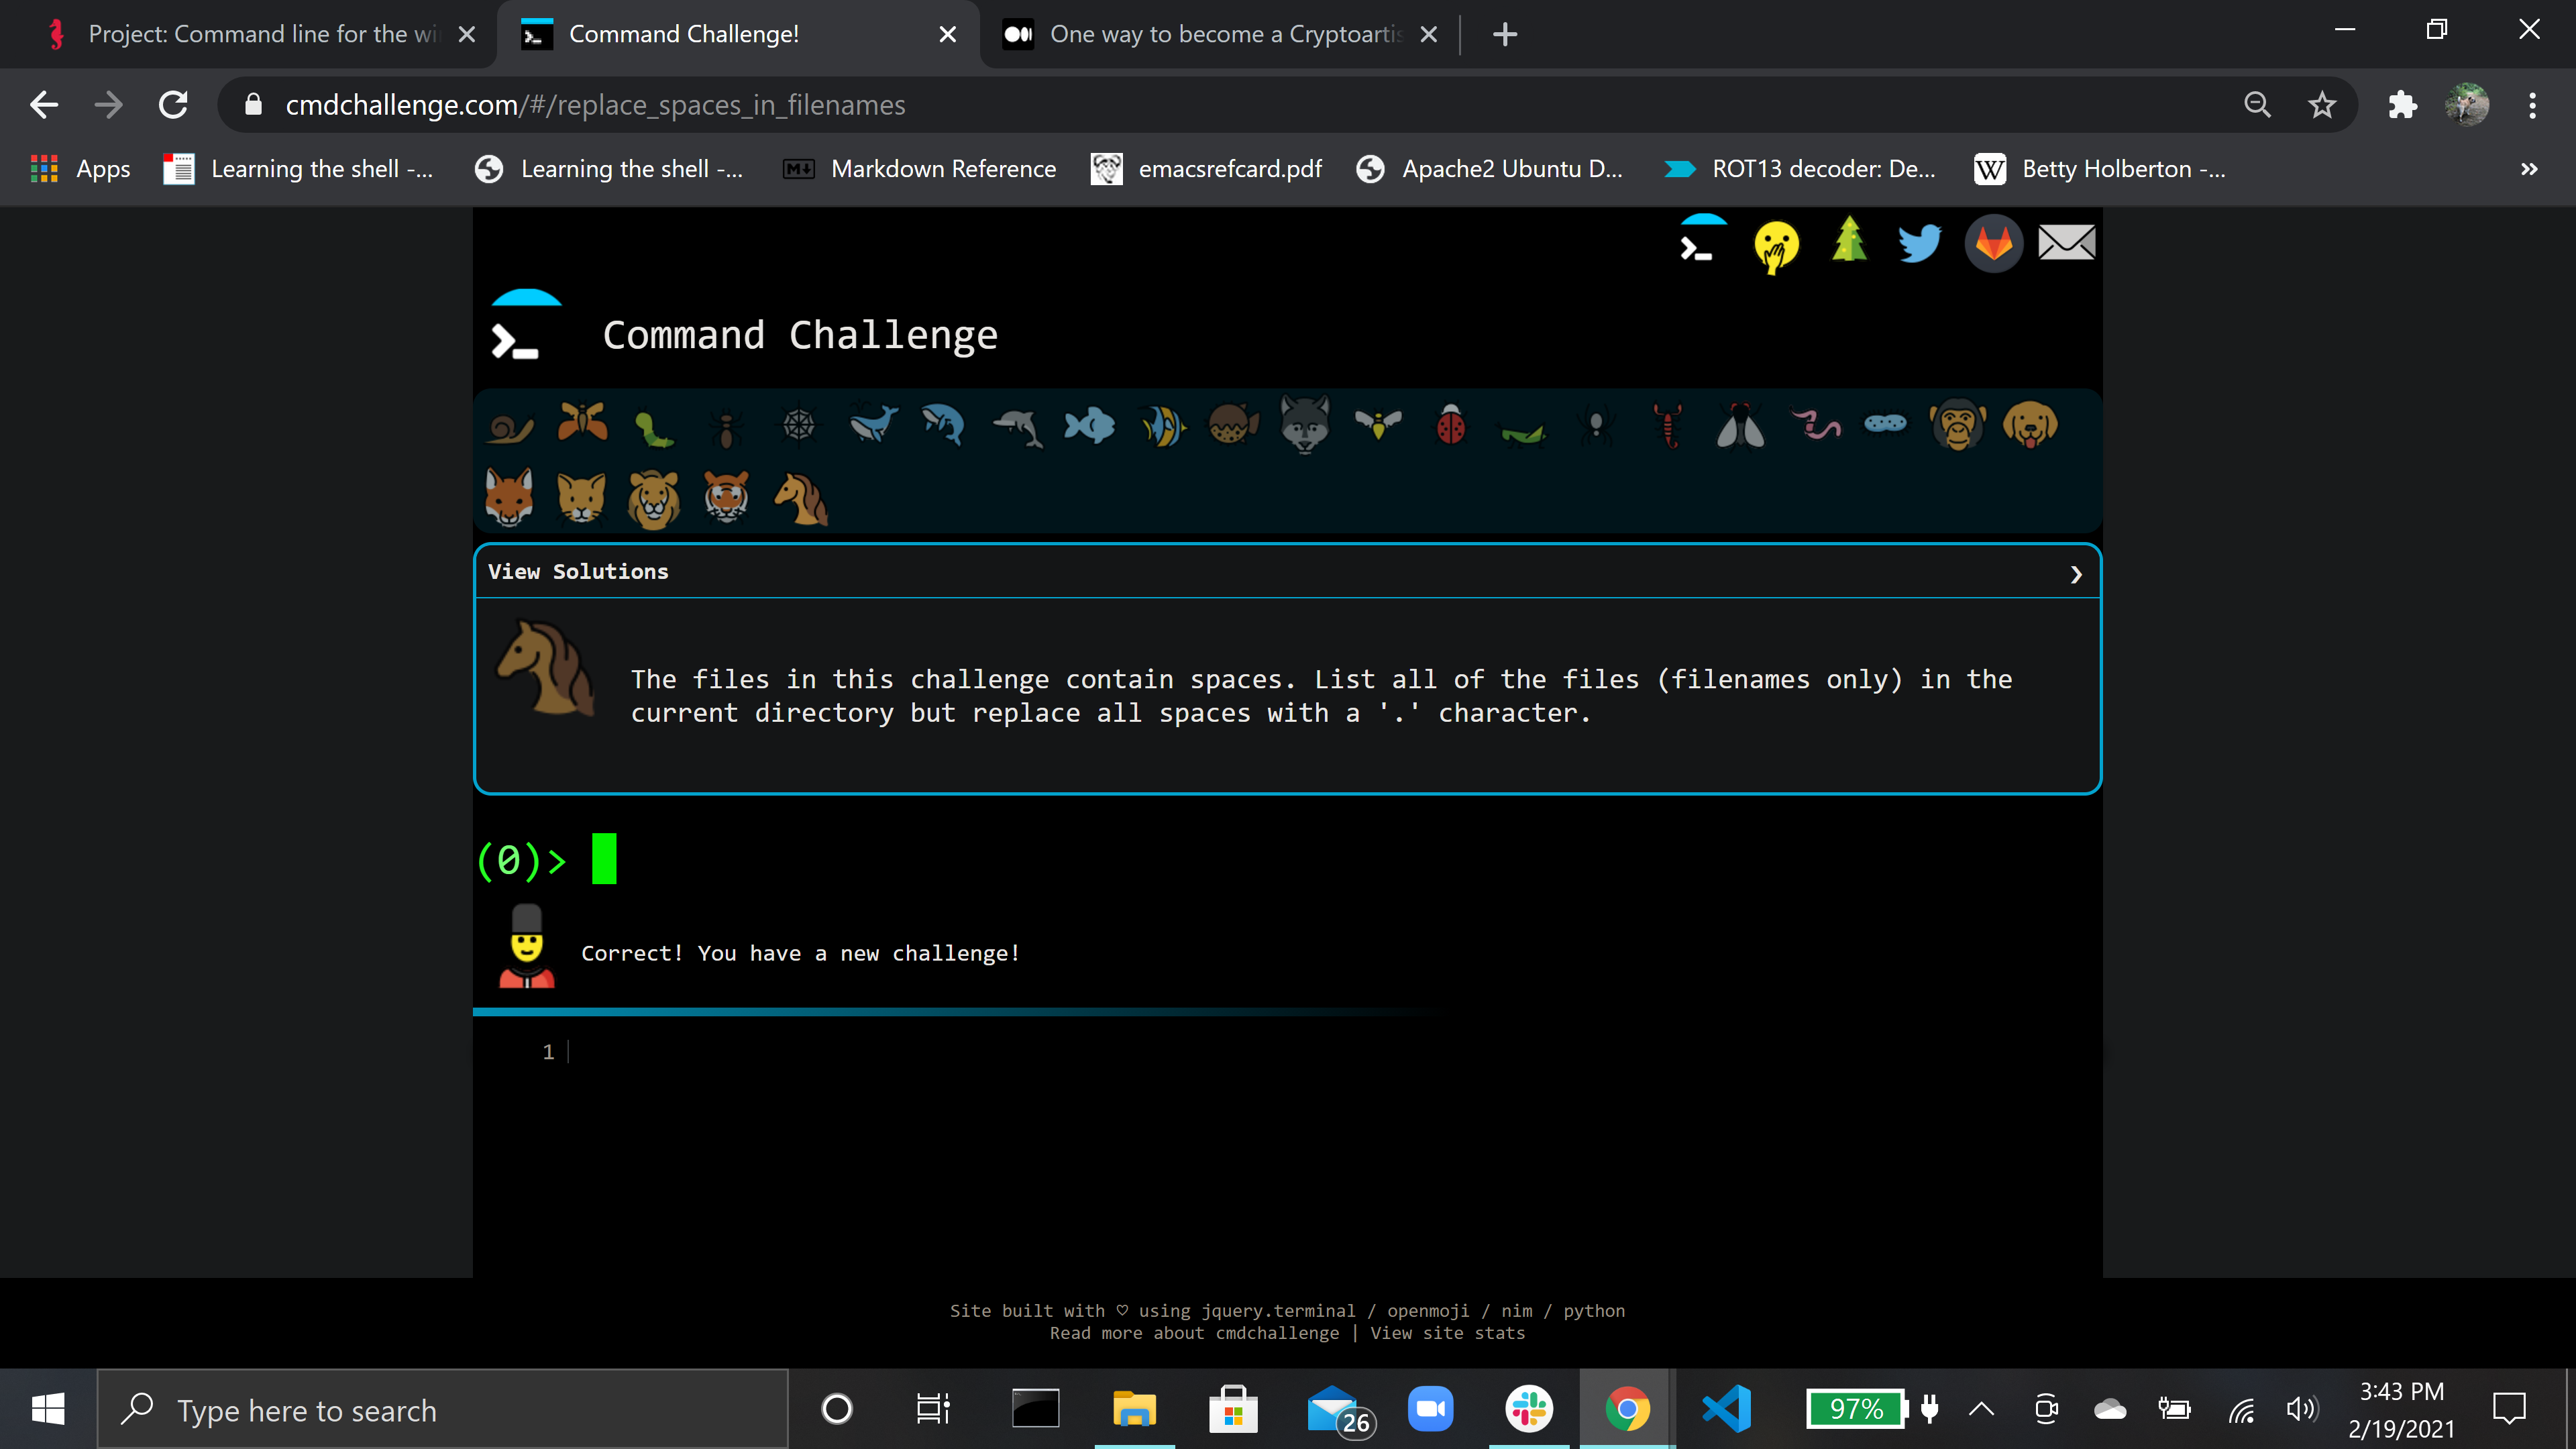 Project: Command line for the wi
Command Challenge!
One way to become a Cryptoartis
cmdchallenge.com/#/replace_spaces_in_filenames
Apps
Learning the shell -...
Learning the shell -...
Markdown Reference
emacsrefcard.pdf
Apache2 Ubuntu D...
ROT13 decoder: De...
W
Betty Holberton -...
»
Command Challenge
View Solutions
The files in this challenge contain spaces. List all of the files (filenames only) in the
current directory but replace all spaces with a '.' character.
(0)>
Correct! You have a new challenge!
1
Site built with ♡ using jquery.terminal / openmoji / nim / python
Read more about cmdchallenge | View site stats
Type here to search
26
97%
3:43 PM
2/19/2021